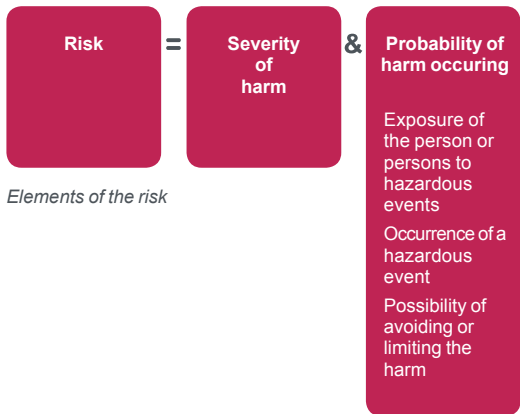 Risk
=
Severity
of
harm
&
Probability of
harm occuring
Exposure of
the person or
persons to
hazardous
events
Occurrence of a
hazardous
event
Possibility of
avoiding or
limiting the
harm
Elements of the risk